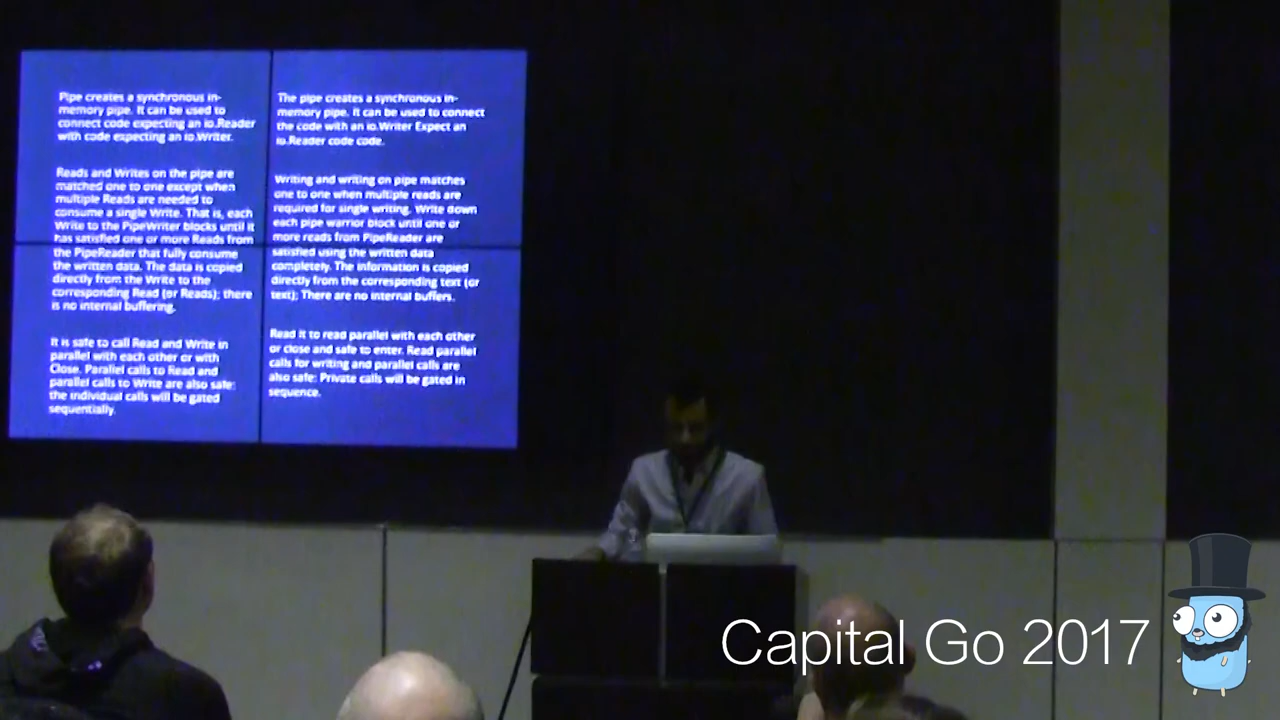 Pipe creates a synchronous in-
memory pipe. It can be used to
connect code expecting an io.Reader
with code expecting an io.Writer.
Reads and Writes on the pipe are
matched one to one except when
multiple Reads are needed to
consume a single Write. That is, each
Write to the PipeWriter blocks until it
has satisfied one or more Reads from
the PipeReader that fully consume
the written data. The data is copied
directly from the Write to the
corresponding Read (or Reads); there
is no internal buffering.
It is safe to call Read and Write in
parallel with each other or with
Close. Parallel calls to Read and
parallel calls to Write are also safe:
the individual calls will be gated
sequentially.
The pipe creates a synchronous in-
memory pipe. It can be used to connect
the code with an io.Writer Expect an
io.Reader code code.
Writing and writing on pipe matches
one to one when multiple reads are
required for single writing. Write down
each pipe warrior block until one or
more reads from PipeReader are
satisfied using the written data
completely. The information is copied
directly from the corresponding text (or
text); There are no internal buffers.
Read it to read parallel with each other
or close and safe to enter. Read parallel
calls for writing and parallel calls are
also safe: Private calls will be gated in
sequence.
Capital Go 2017